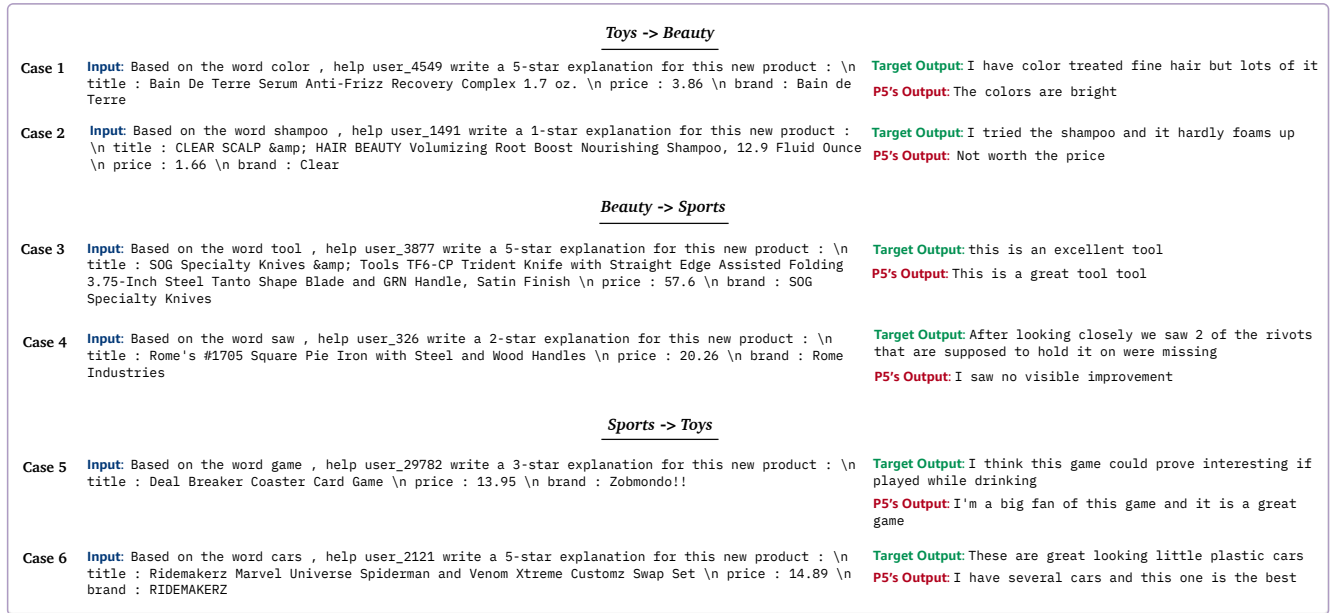 Toys -> Beauty
Case 1
Input: Based on the word color , help user_4549 write a 5-star explanation for this new product : \n
title : Bain De Terre Serum Anti-Frizz Recovery Complex 1.7 oz. \n price : 3.86 \n brand : Bain de
Terre
Target Output: I have color treated fine hair but lots of it
P5's Output: The colors are bright
Case 2
Input: Based on the word shampoo , help user_1491 write a 1-star explanation for this new product :
\n title : CLEAR SCALP &amp; HAIR BEAUTY Volumizing Root Boost Nourishing Shampoo, 12.9 Fluid Ounce
\n price : 1.66 \n brand : Clear
Target Output: I tried the shampoo and it hardly foams up
P5's Output: Not worth the price
Beauty -> Sports
Case 3
Input: Based on the word tool , help user_3877 write a 5-star explanation for this new product : \n
title : SOG Specialty Knives &amp; Tools TF6-CP Trident Knife with Straight Edge Assisted Folding
3.75-Inch Steel Tanto Shape Blade and GRN Handle, Satin Finish \n price : 57.6 \n brand : SOG
Specialty Knives
Target Output: this is an excellent tool
P5's Output: This is a great tool tool
Case 4
Input: Based on the word saw , help user_326 write a 2-star explanation for this new product : \n
title : Rome's #1705 Square Pie Iron with Steel and Wood Handles \n price : 20.26 \n brand : Rome
Industries
Target Output: After looking closely we saw 2 of the rivots
that are supposed to hold it on were missing
P5's Output: I saw no visible improvement
Sports -> Toys
Case 5
Input: Based on the word game , help user_29782 write a 3-star explanation for this new product : \n
title : Deal Breaker Coaster Card Game \n price : 13.95 \n brand : Zobmondo!!
Target Output: I think this game could prove interesting if
played while drinking
P5's Output: I'm a big fan of this game and it is a great
game
Case 6
Input: Based on the word cars , help user_2121 write a 5-star explanation for this new product : \n
title : Ridemakerz Marvel Universe Spiderman and Venom Xtreme Customz Swap Set \n price : 14.89 \n
brand : RIDEMAKERZ
Target Output: These are great looking little plastic cars
P5's Output: I have several cars and this one is the best